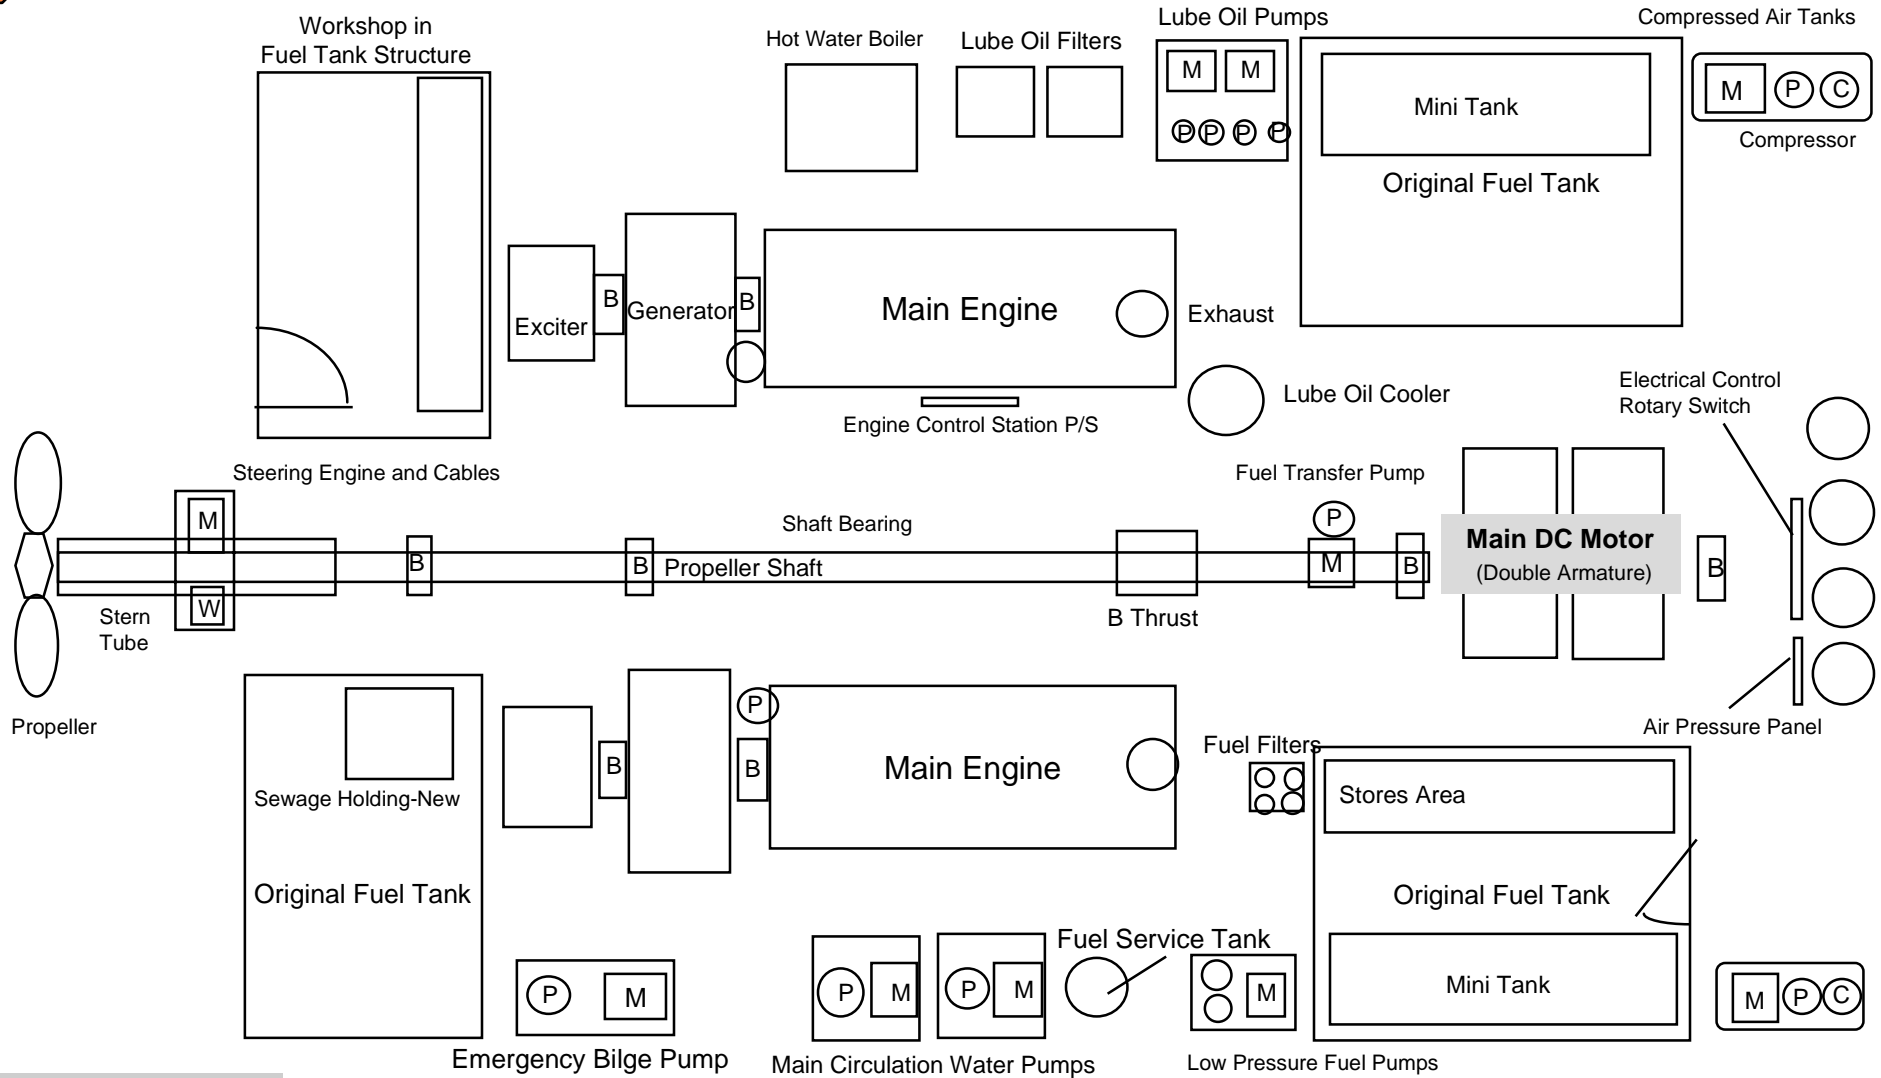 Workshop in
Fuel Tank Structure
Hot Water Boiler
Lube Oil Filters
Lube Oil Pumps
M M
P P P P
Mini Tank
Original Fuel Tank
Compressed Air Tanks
M P C
Compressor
Exciter
B
Generator
B
Main Engine
Exhaust
Lube Oil Cooler
Engine Control Station P/S
Electrical Control
Rotary Switch
Steering Engine and Cables
M
W
Stern
Tube
Propeller
B
Shaft Bearing
B
Propeller Shaft
B Thrust
Fuel Transfer Pump
P
M
B
Main DC Motor
(Double Armature)
B
Air Pressure Panel
Sewage Holding-New
Original Fuel Tank
B
P
B
Main Engine
Fuel Filters
Stores Area
Original Fuel Tank
Mini Tank
P M
Emergency Bilge Pump
P M
P M
Main Circulation Water Pumps
Fuel Service Tank
M
Low Pressure Fuel Pumps
M P C